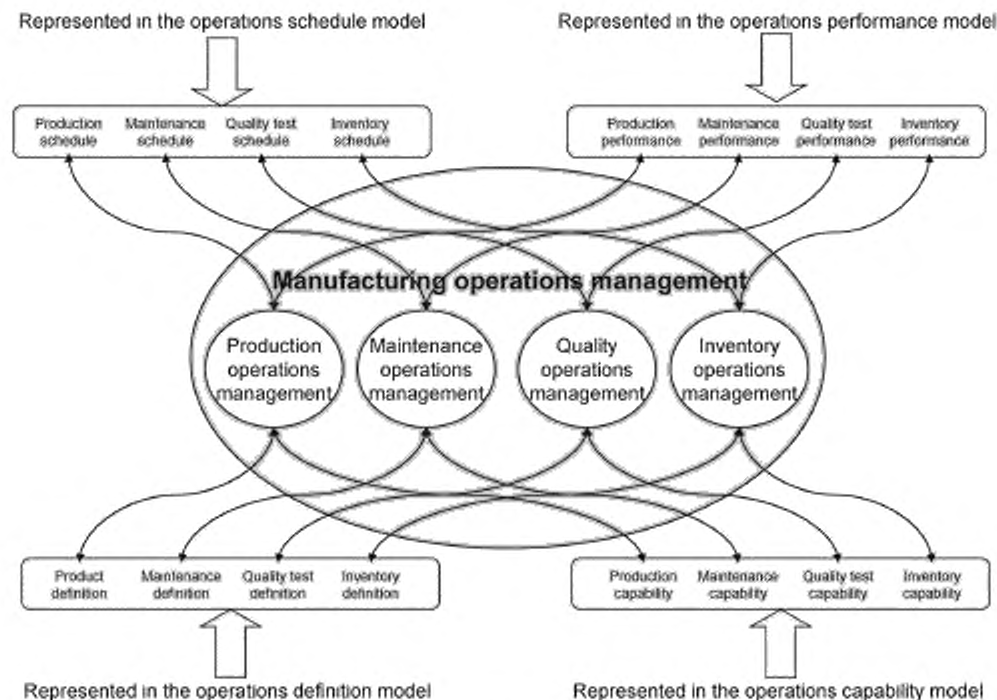 Represented in the operations schedule model
Represented in the operations performance model
Production Maintenance Quality test Inventory
schedule schedule schedule schedule
Production Maintenance Quality test Inventory
performance performance performance performance
Manufacturing operations management
Production
operations
management
Maintenance
operations
management
Quality
operations
management
Inventory
operations
management
Product Maintenance Quality test Inventory
definition definition definition definition
Production Maintenance Quality test Inventory
capability capability capability capability
Represented in the operations definition model
Represented in the operations capability model